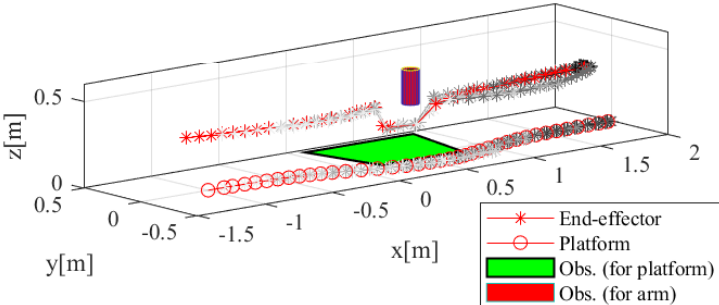 0.5
z[m]
0
0.5
0
-0.5
y[m]
-1.5
-1
-0.5
0
0.5
1
1.5
2
x[m]
End-effector
Platform
Obs. (for platform)
Obs. (for arm)